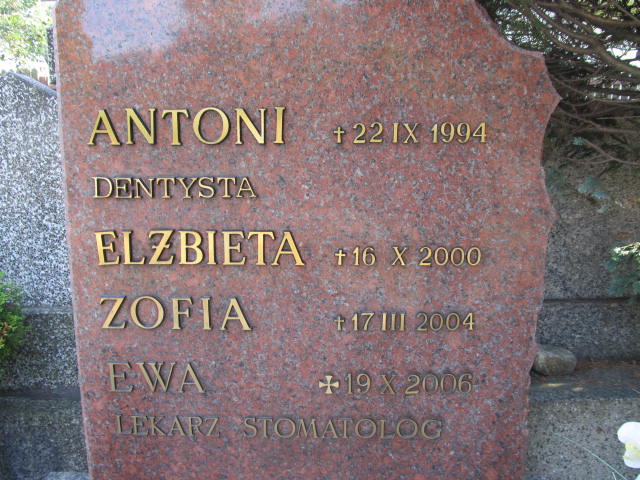 ANTONI † 22 IX 1994
DENTYSTA
ELŻBIETA † 16 X 2000
ZOFIA † 17 III 2004
EWA ✠ 19 X 2006
LEKARZ STOMATOLOG